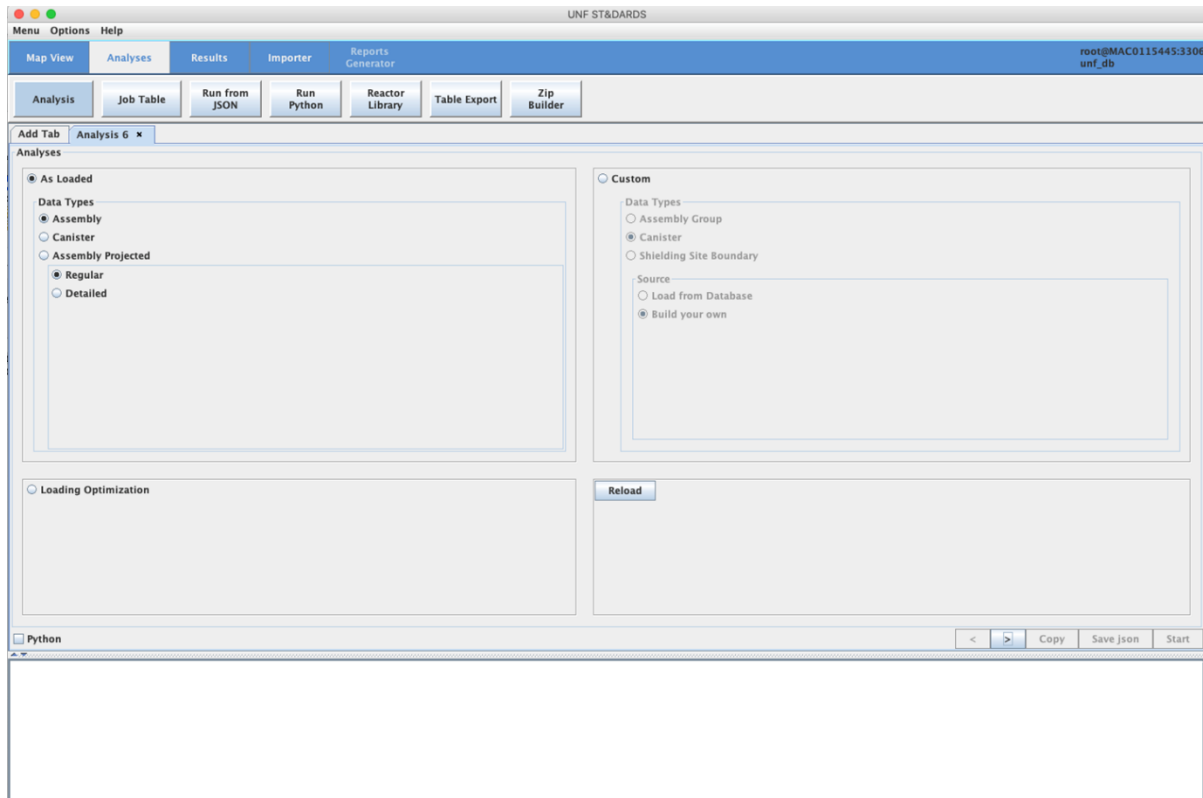 UNF ST&DARDS
Menu Options Help
Map View Analyses Results Importer Reports Generator
root@MAC0115445:3306
unf_db
Analysis Job Table Run from JSON Run Python Reactor Library Table Export Zip Builder
Add Tab Analysis 6 ×
Analyses
As Loaded
Data Types
Assembly
Canister
Assembly Projected
Regular
Detailed
Custom
Data Types
Assembly Group
Canister
Shielding Site Boundary
Source
Load from Database
Build your own
Loading Optimization
Reload
Python
< > Copy Save json Start